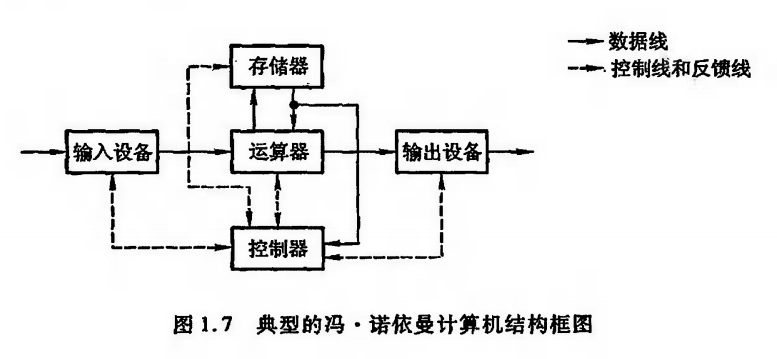 数据线
控制线和反馈线
存储器
输入设备
运算器
输出设备
控制器
图1.7 典型的冯·诺依曼计算机结构框图